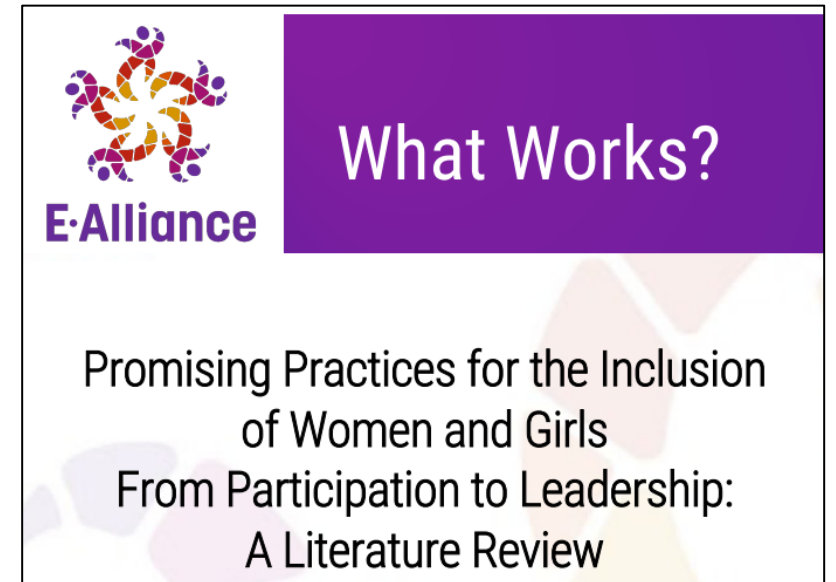 E·Alliance
What Works?
Promising Practices for the Inclusion
of Women and Girls
From Participation to Leadership:
A Literature Review